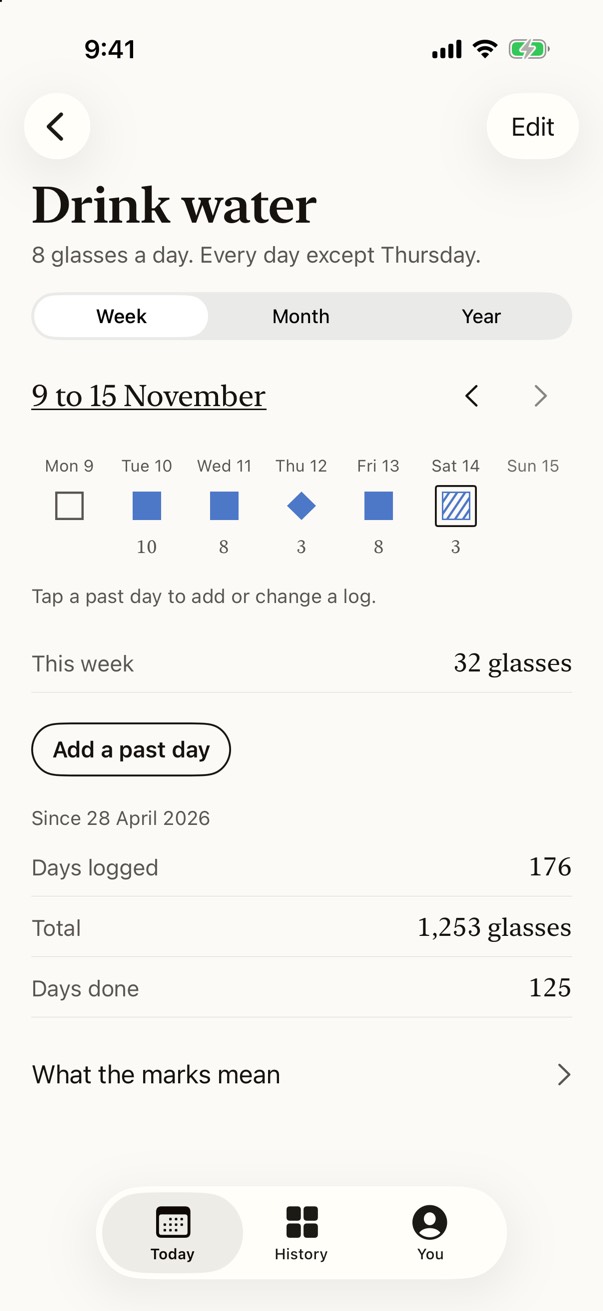 9:41
Edit
Drink water
8 glasses a day. Every day except Thursday.
Week Month Year
9 to 15 November
Mon 9 Tue 10 Wed 11 Thu 12 Fri 13 Sat 14 Sun 15
10 8 3 8 3
Tap a past day to add or change a log.
This week 32 glasses
Add a past day
Since 28 April 2026
Days logged 176
Total 1,253 glasses
Days done 125
What the marks mean
Today History You